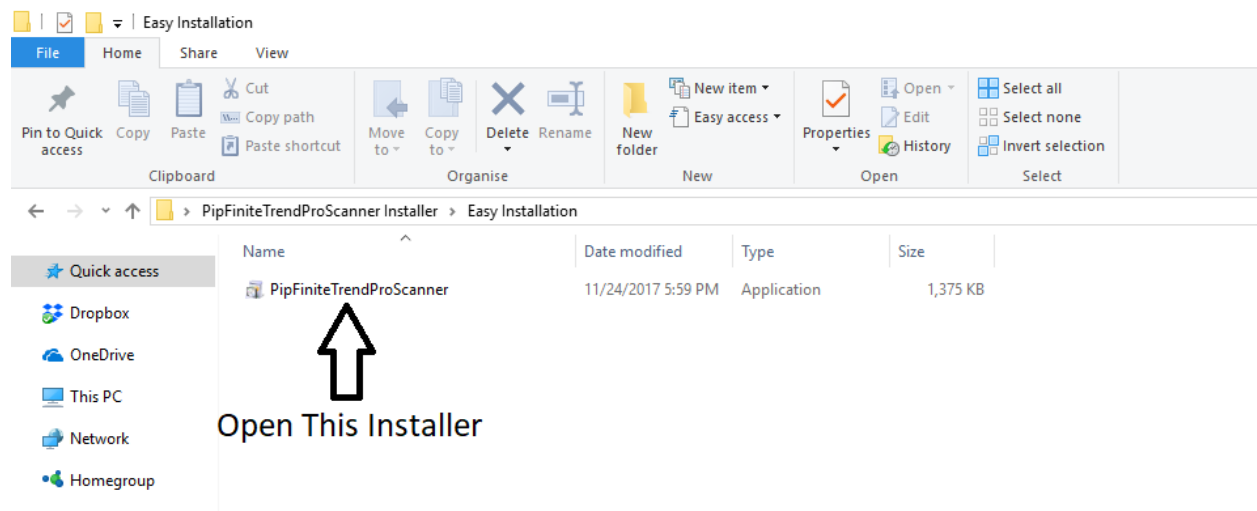 Easy Installation
File Home Share View
Pin to Quick access
Copy
Paste
Cut
Copy path
Paste shortcut
Clipboard
Move to
Copy to
Delete
Rename
Organise
New folder
New item
Easy access
New
Properties
Open
Edit
History
Open
Select all
Select none
Invert selection
Select
PipFiniteTrendProScanner Installer > Easy Installation
Name Date modified Type Size
Quick access
Dropbox
OneDrive
This PC
Network
Homegroup
PipFiniteTrendProScanner 11/24/2017 5:59 PM Application 1,375 KB
Open This Installer